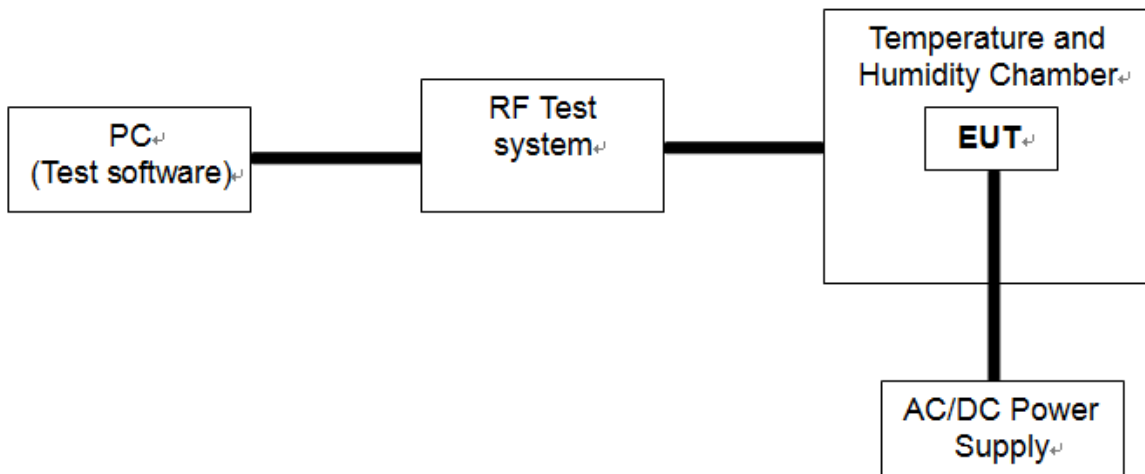 PC
(Test software)
RF Test
system
Temperature and
Humidity Chamber
EUT
AC/DC Power
Supply